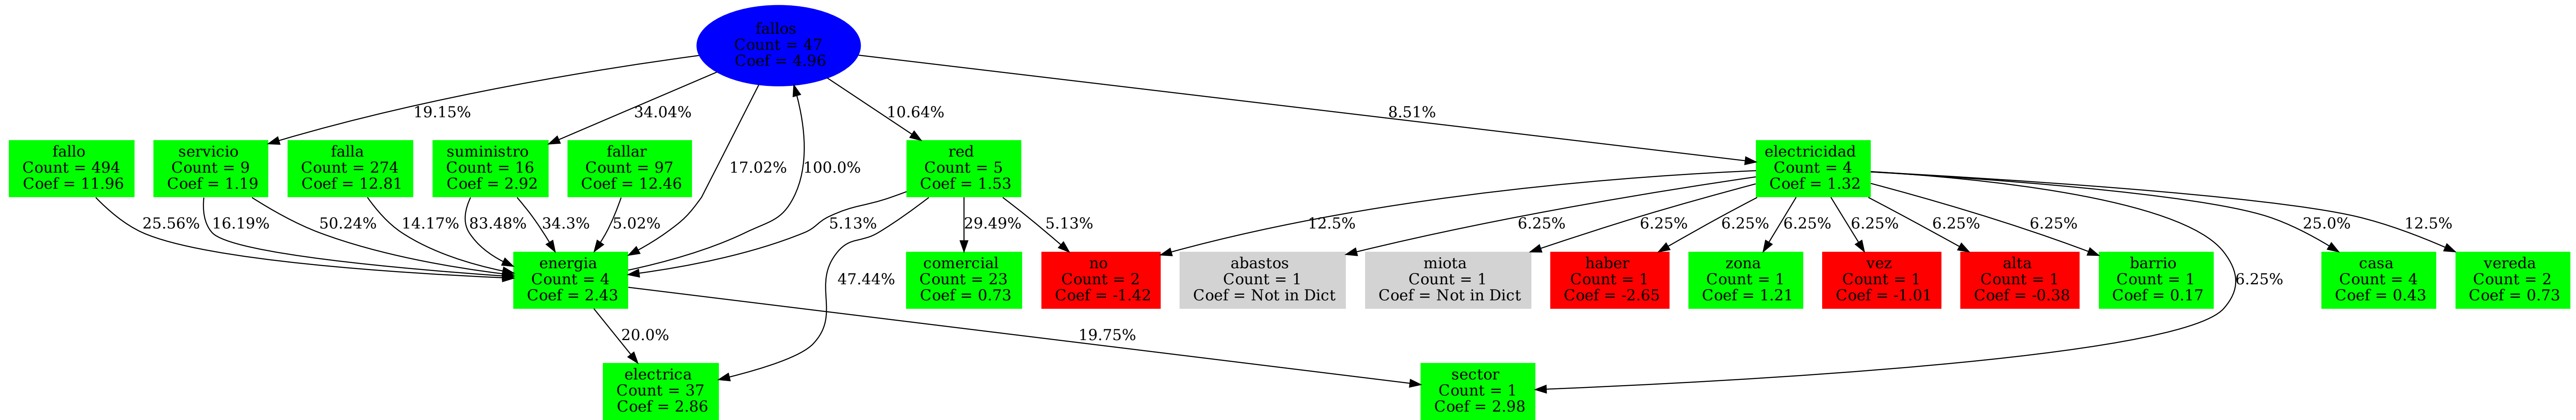 fallos
Count = 47
Coef = 4.96
19.15%
34.04%
10.64%
8.51%
17.02%
100.0%
fallo
Count = 494
Coef = 11.96
servicio
Count = 9
Coef = 1.19
falla
Count = 274
Coef = 12.81
suministro
Count = 16
Coef = 2.92
fallar
Count = 97
Coef = 12.46
red
Count = 5
Coef = 1.53
electricidad
Count = 4
Coef = 1.32
25.56%
16.19%
50.24%
14.17%
83.48%
34.3%
5.02%
5.13%
29.49%
5.13%
12.5%
6.25%
6.25%
6.25%
6.25%
6.25%
6.25%
6.25%
25.0%
12.5%
energia
Count = 4
Coef = 2.43
comercial
Count = 23
Coef = 0.73
no
Count = 2
Coef = -1.42
abastos
Count = 1
Coef = Not in Dict
miota
Count = 1
Coef = Not in Dict
haber
Count = 1
Coef = -2.65
zona
Count = 1
Coef = 1.21
vez
Count = 1
Coef = -1.01
alta
Count = 1
Coef = -0.38
barrio
Count = 1
Coef = 0.17
casa
Count = 4
Coef = 0.43
vereda
Count = 2
Coef = 0.73
47.44%
6.25%
20.0%
19.75%
electrica
Count = 37
Coef = 2.86
sector
Count = 1
Coef = 2.98